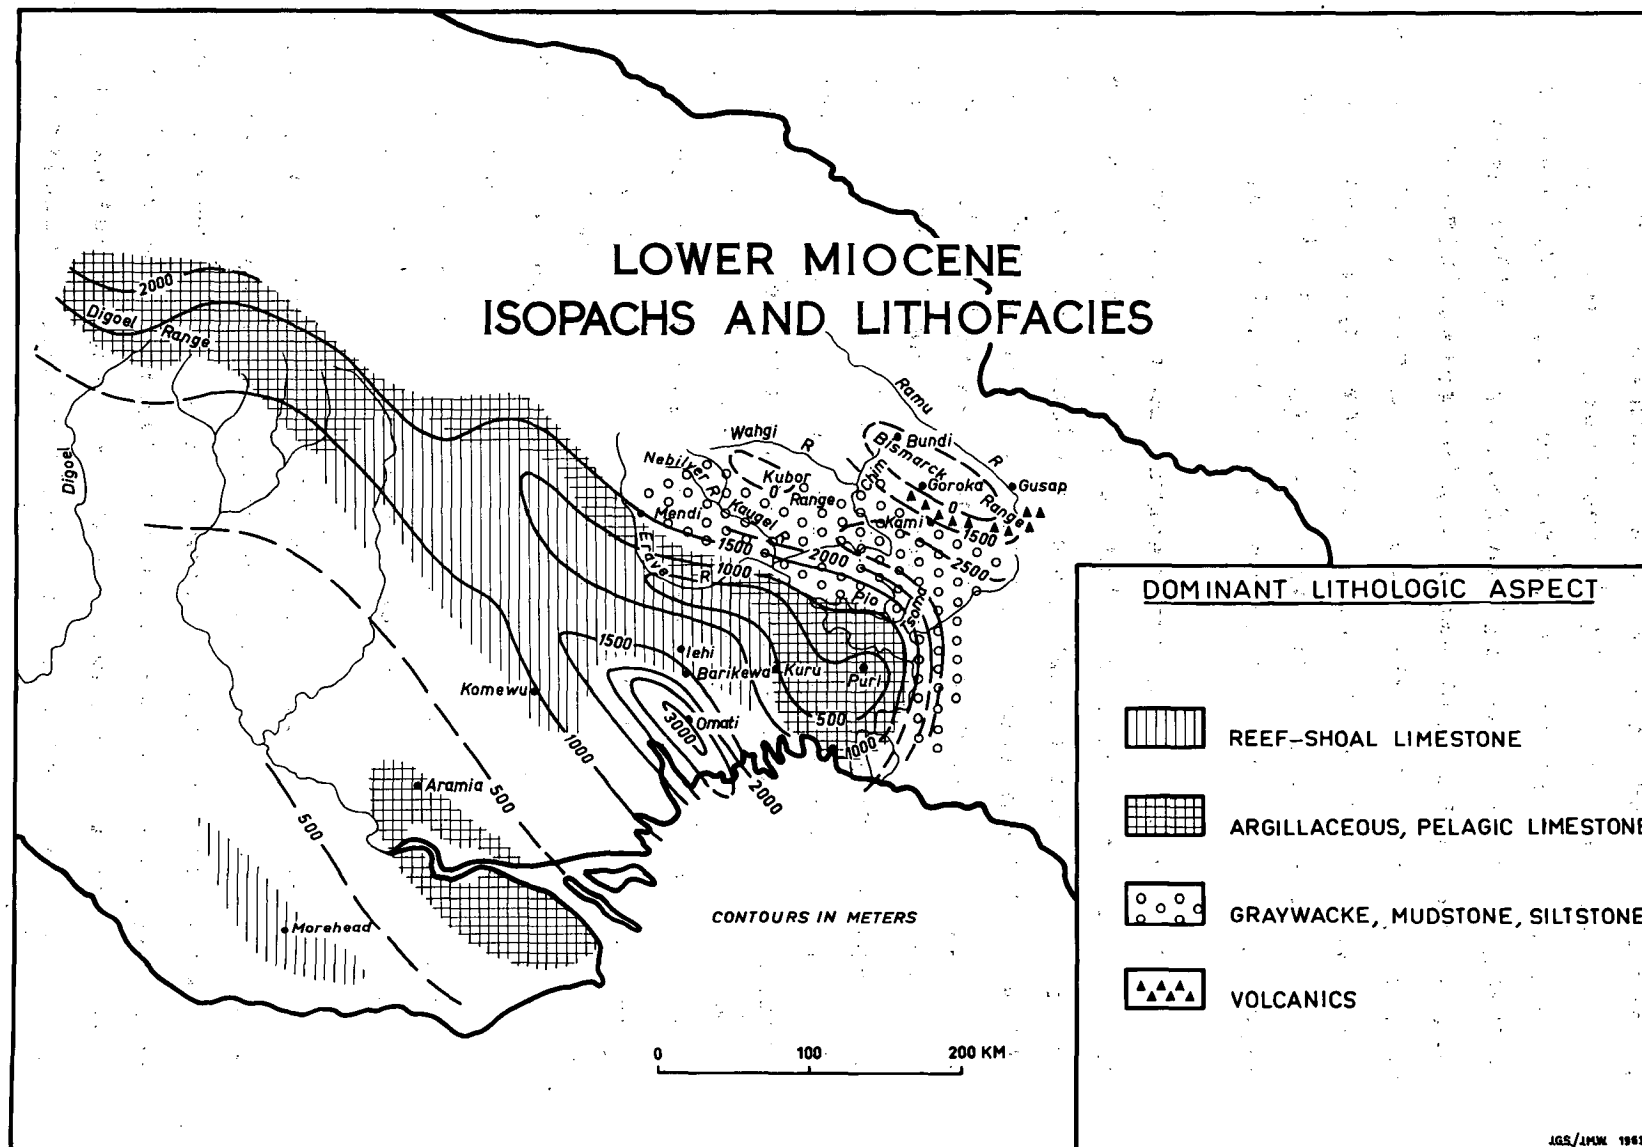 LOWER MIOCENE
ISOPACHS AND LITHOFACIES
2000
Digoel
Range
Digoel
Ramu
R
Wahgi R
Bundi
Bismarck
Range
Nebilyer
R
Kubor
Range
0
Chim
Goroka
0
Gusap
Mendi
Kaugel
R
Kami
1500
1500
2000
2500
Erave
R
1000
Pio
1500
Iehi
Barikewa
Kuru
Puri
Komewu
3000
Omati
500
1000
1000
2000
Aramia
500
500
Morehead
CONTOURS IN METERS
0 100 200 KM
DOMINANT LITHOLOGIC ASPECT
REEF-SHOAL LIMESTONE
ARGILLACEOUS, PELAGIC LIMESTONE
GRAYWACKE, MUDSTONE, SILTSTONE
VOLCANICS